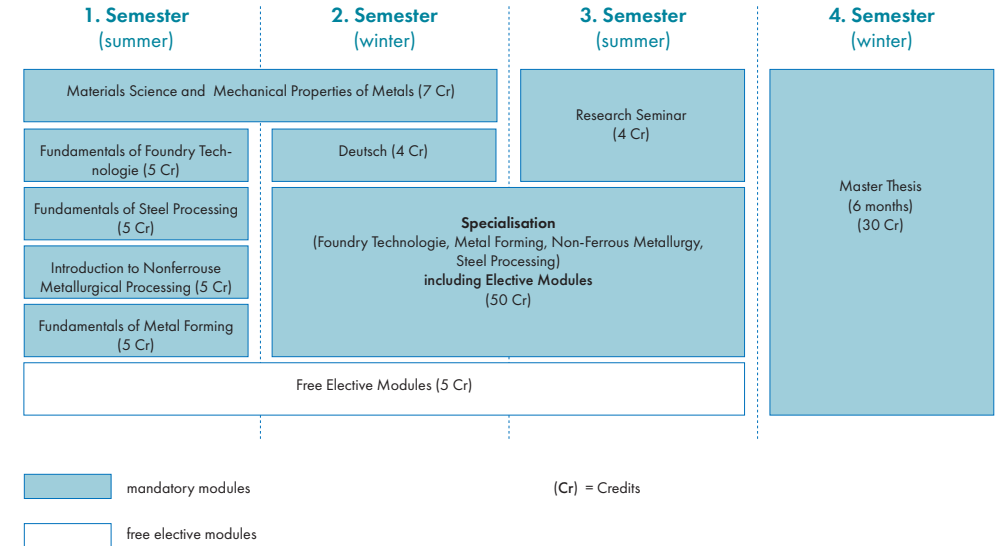 1. Semester
(summer)
2. Semester
(winter)
3. Semester
(summer)
4. Semester
(winter)
Materials Science and Mechanical Properties of Metals (7 Cr)
Research Seminar
(4 Cr)
Fundamentals of Foundry Tech-
nologie (5 Cr)
Deutsch (4 Cr)
Master Thesis
(6 months)
(30 Cr)
Fundamentals of Steel Processing
(5 Cr)
Specialisation
(Foundry Technologie, Metal Forming, Non-Ferrous Metallurgy,
Steel Processing)
including Elective Modules
(50 Cr)
Introduction to Nonferrouse
Metallurgical Processing (5 Cr)
Fundamentals of Metal Forming
(5 Cr)
Free Elective Modules (5 Cr)
mandatory modules
(Cr) = Credits
free elective modules